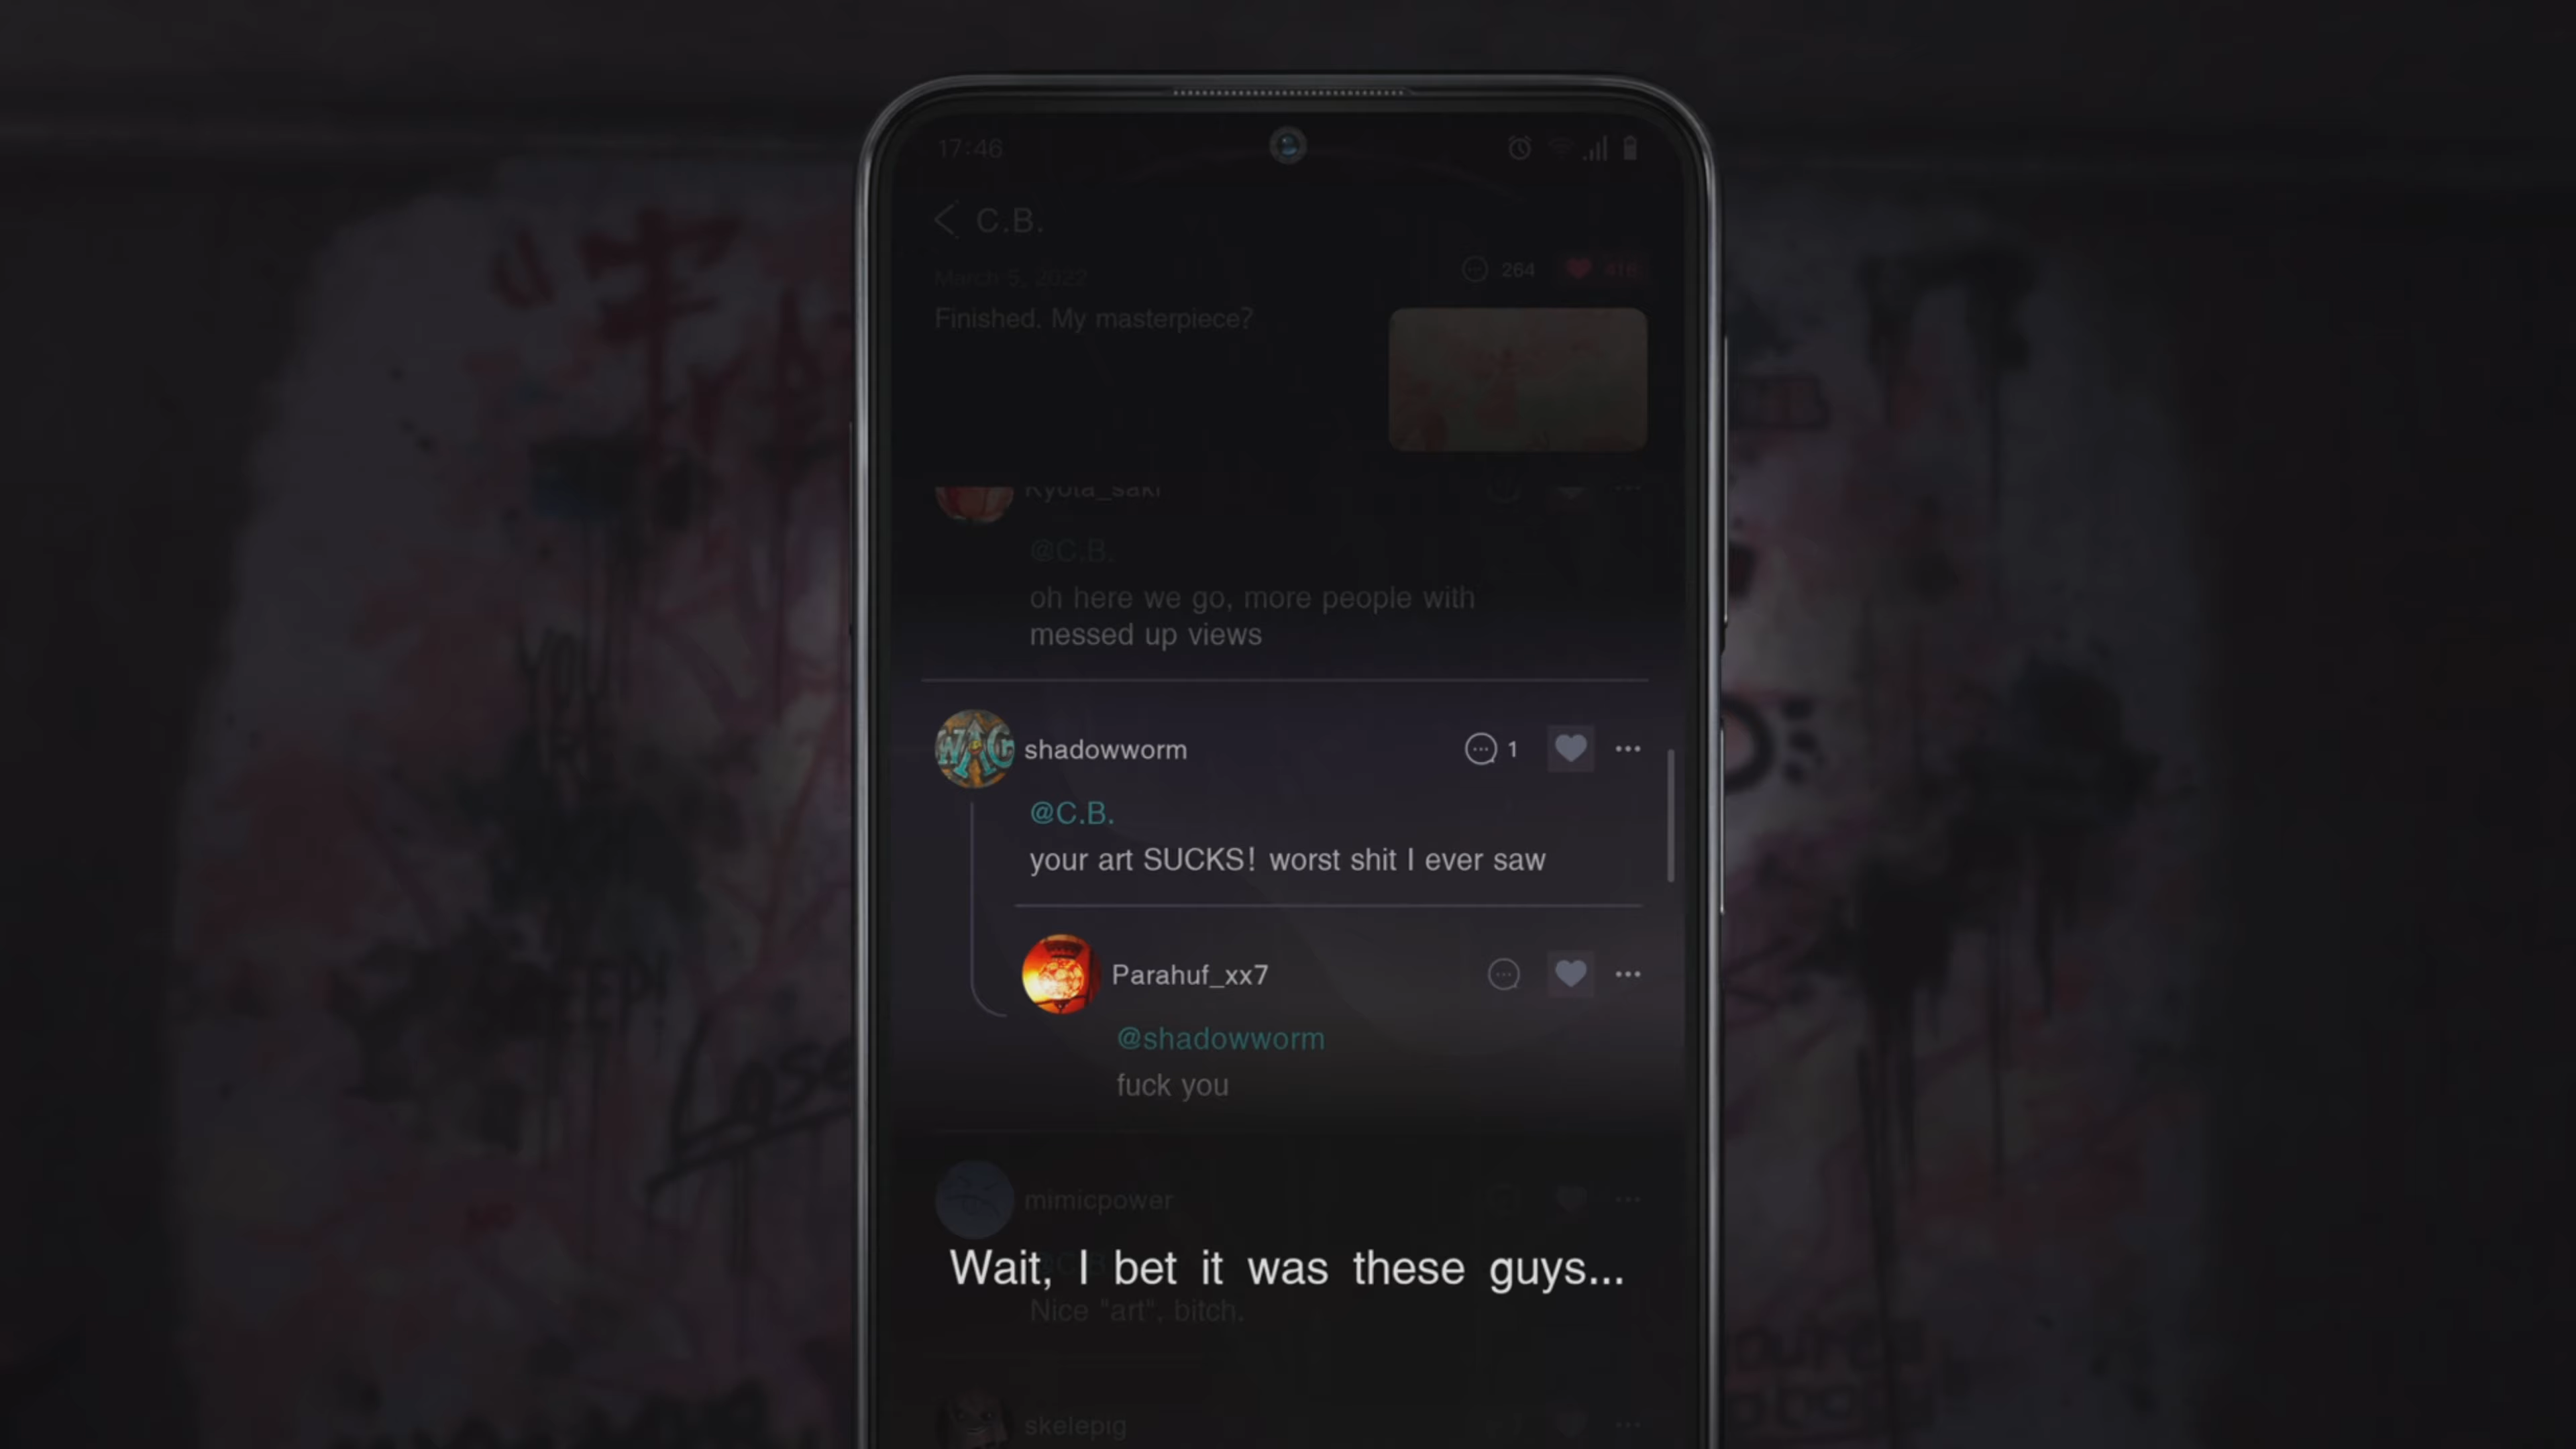 17:46
C.B.
March 5, 2022
264
Finished. My masterpiece?
Kyota_saki
@C.B.
oh here we go, more people with
messed up views
shadowworm
1
@C.B.
your art SUCKS! worst shit I ever saw
Parahuf_xx7
@shadowworm
fuck you
mimicpower
Wait, I bet it was these guys...
Nice "art", bitch.
skelepig